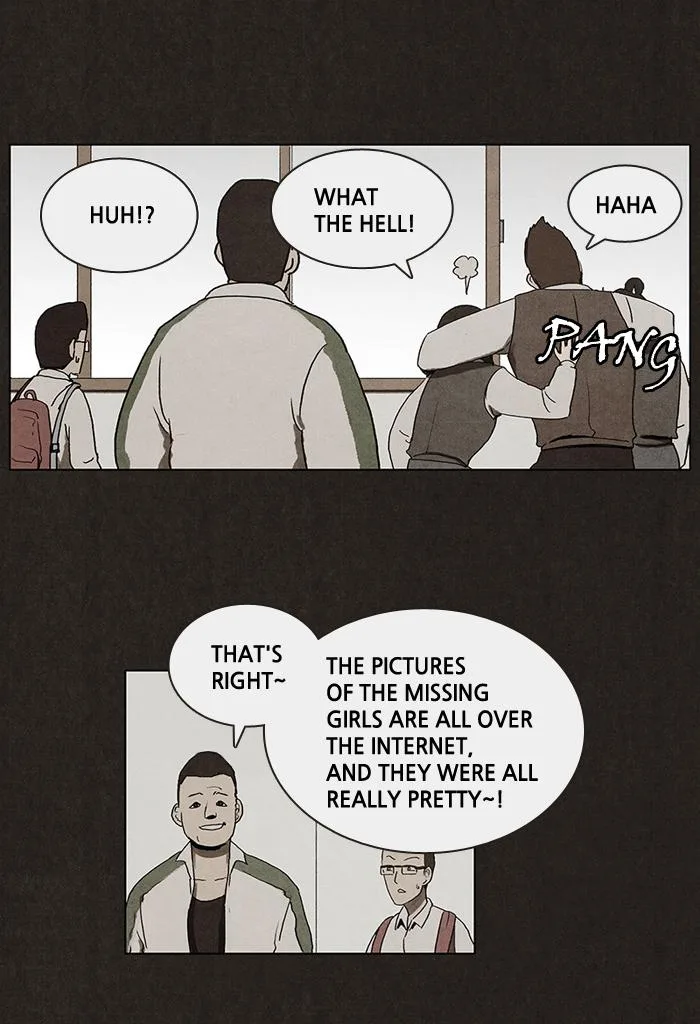 HUH!?
WHAT
THE HELL!
HAHA
PANG
THAT'S
RIGHT~
THE PICTURES
OF THE MISSING
GIRLS ARE ALL OVER
THE INTERNET,
AND THEY WERE ALL
REALLY PRETTY~!